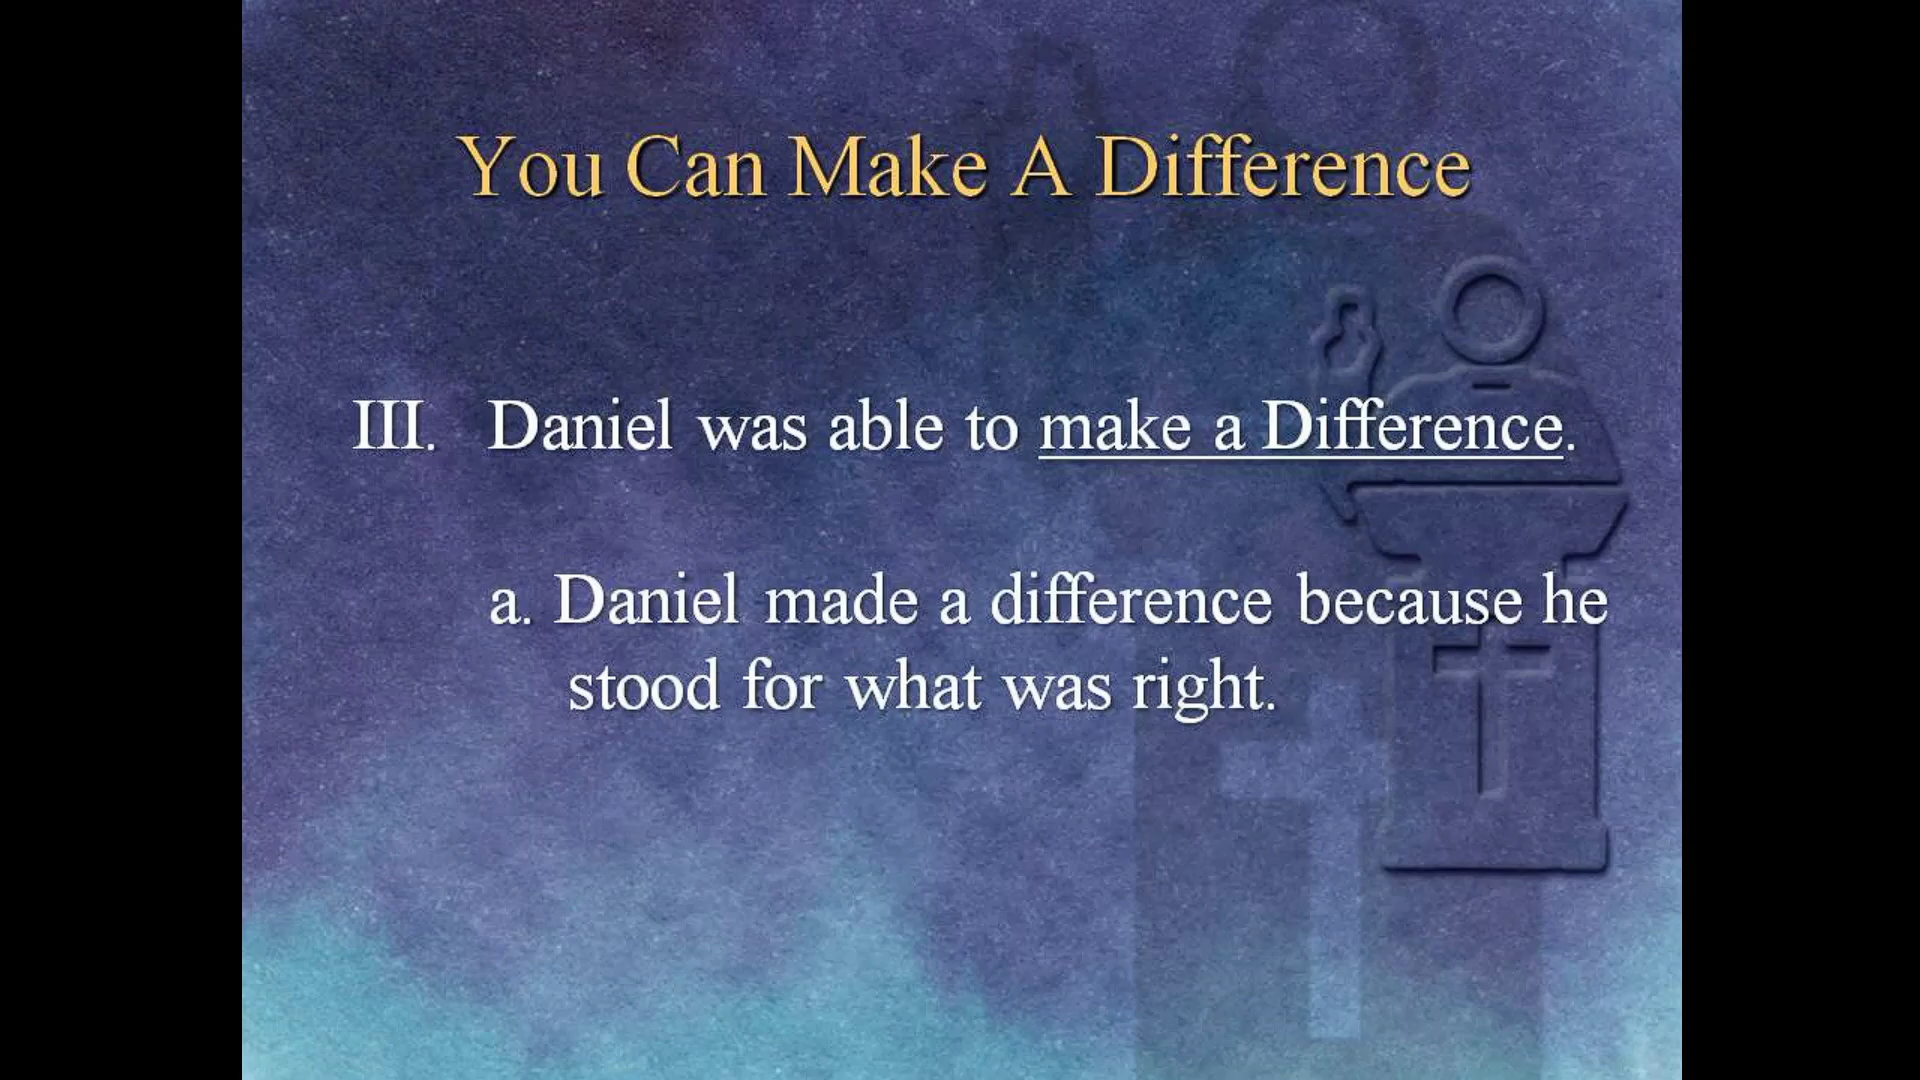 You Can Make A Difference
III. Daniel was able to make a Difference.
a. Daniel made a difference because he
stood for what was right.